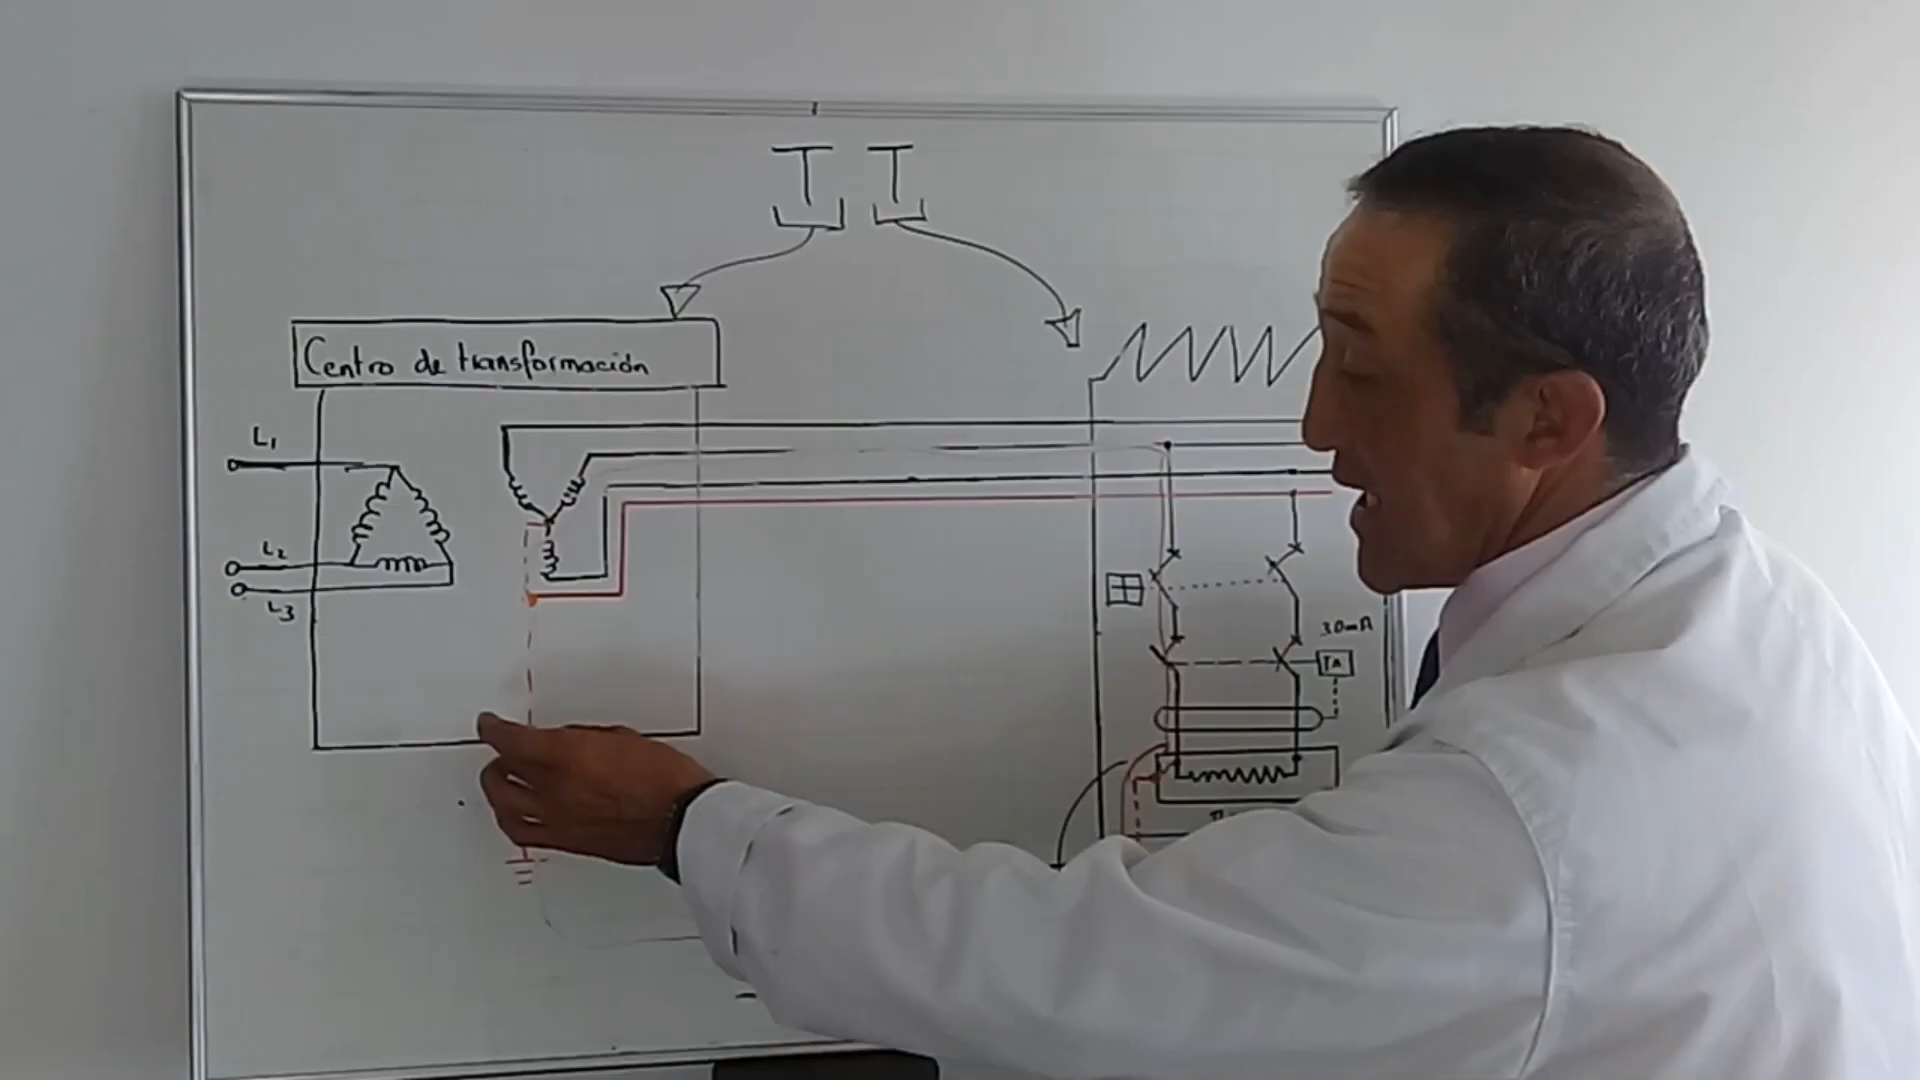 T T
Centro de transformación
L1
L2
L3
30mA